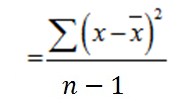 = ∑(x−x̄)²
n − 1